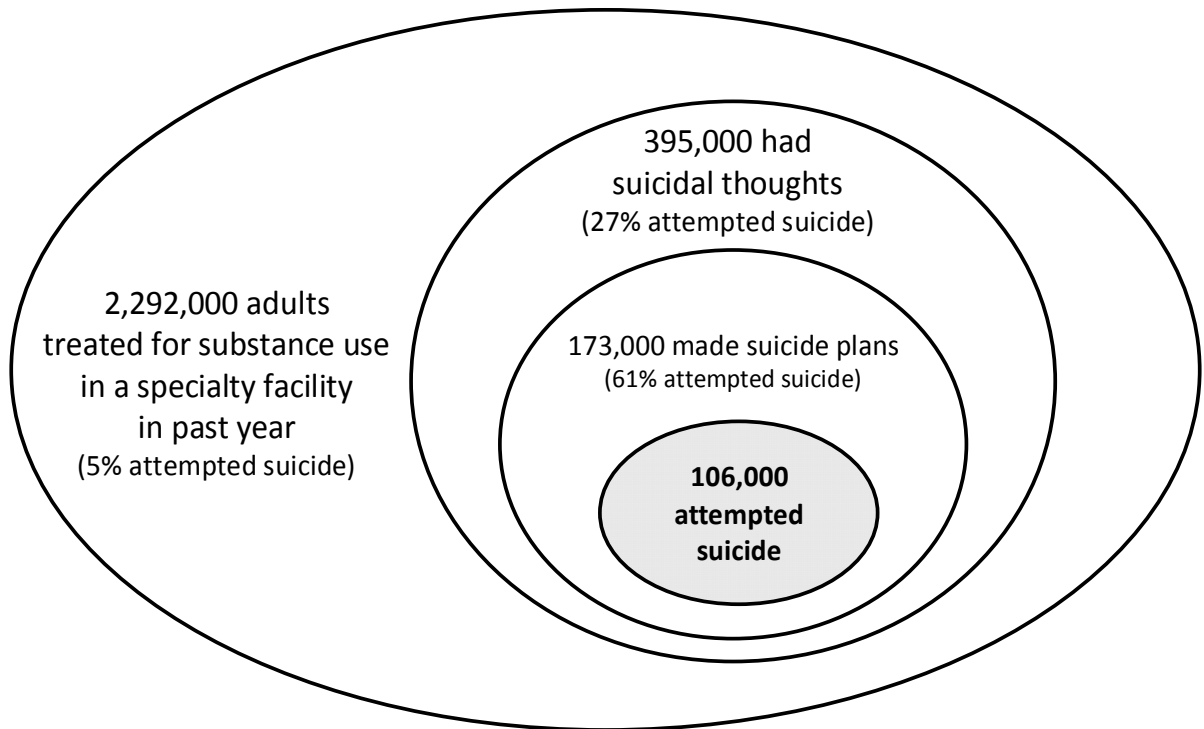 395,000 had
suicidal thoughts
(27% attempted suicide)
2,292,000 adults
treated for substance use
in a specialty facility
in past year
(5% attempted suicide)
173,000 made suicide plans
(61% attempted suicide)
106,000
attempted
suicide